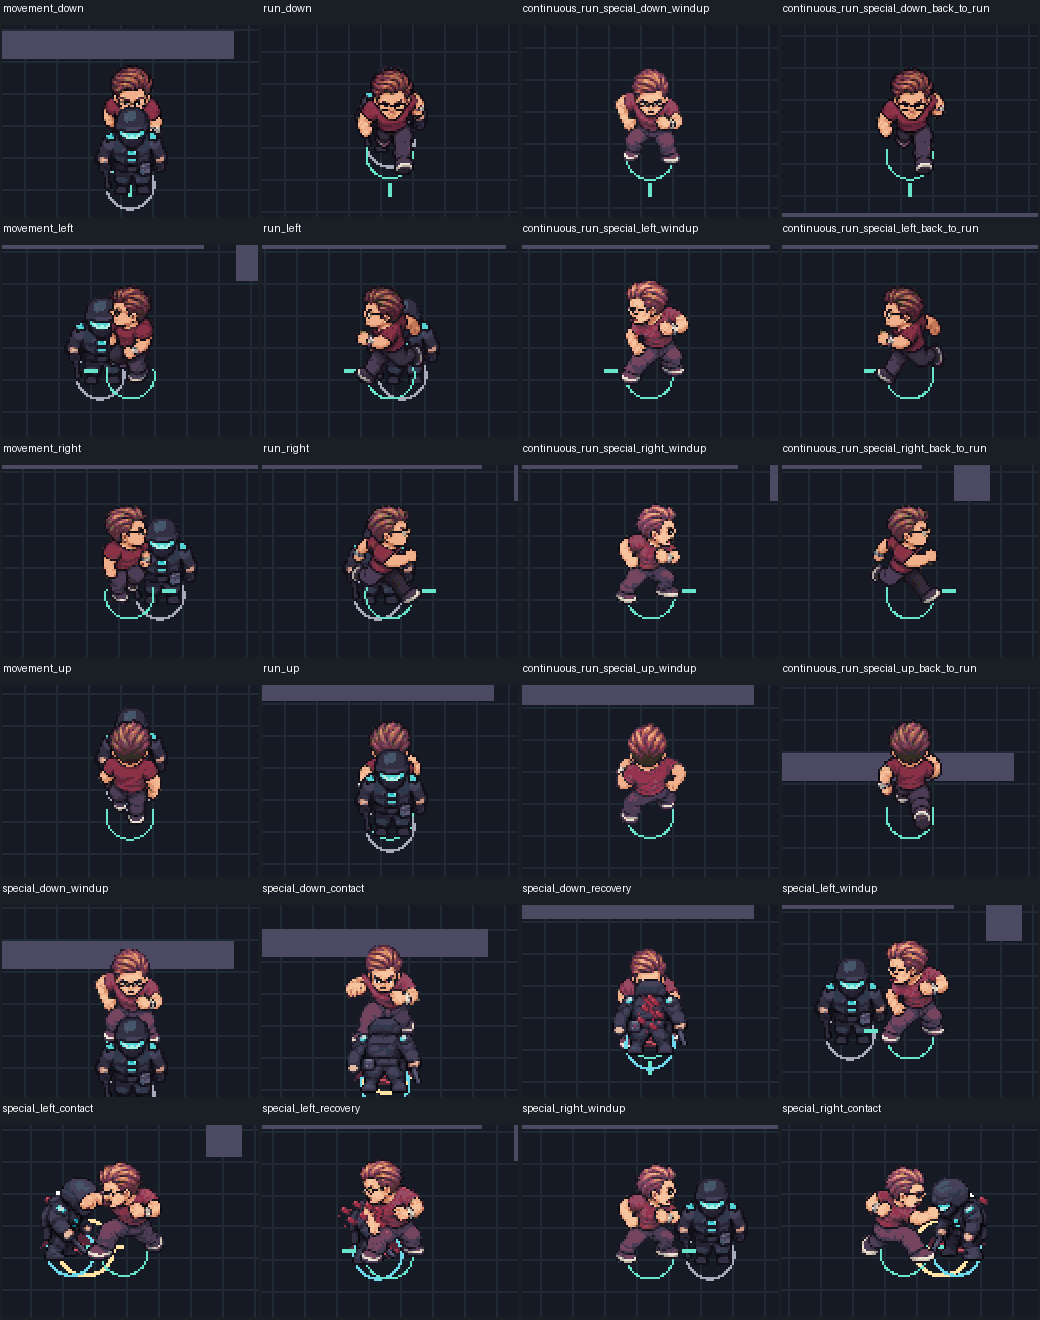 movement_down
run_down
continuous_run_special_down_windup
continuous_run_special_down_back_to_run
movement_left
run_left
continuous_run_special_left_windup
continuous_run_special_left_back_to_run
movement_right
run_right
continuous_run_special_right_windup
continuous_run_special_right_back_to_run
movement_up
run_up
continuous_run_special_up_windup
continuous_run_special_up_back_to_run
special_down_windup
special_down_contact
special_down_recovery
special_left_windup
special_left_contact
special_left_recovery
special_right_windup
special_right_contact